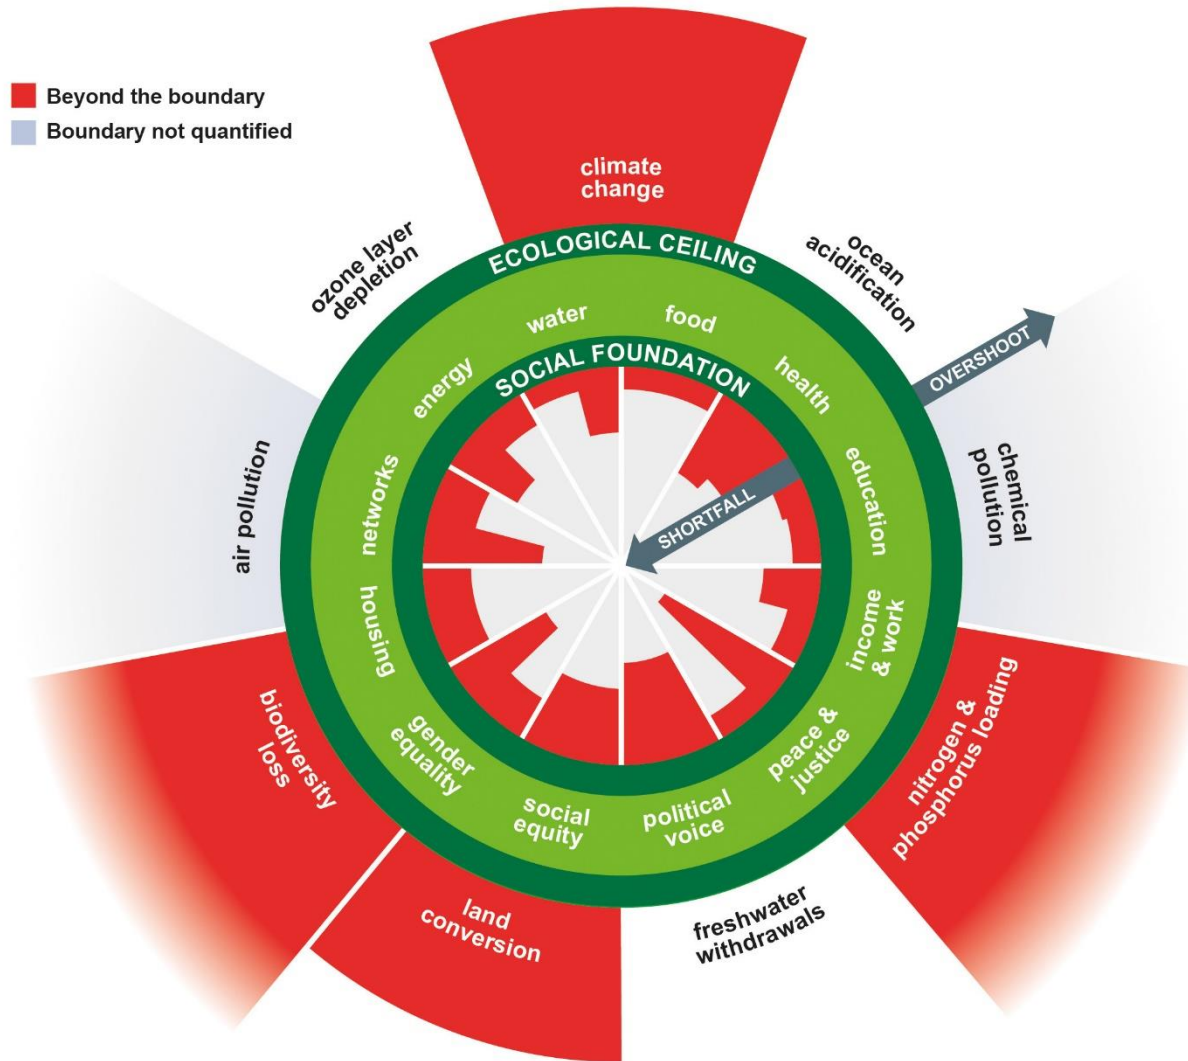 Beyond the boundary
Boundary not quantified
climate
change
ECOLOGICAL CEILING
ozone layer
depletion
ocean
acidification
OVERSHOOT
water
food
SOCIAL FOUNDATION
energy
health
networks
education
SHORTFALL
air pollution
chemical
pollution
housing
income
& work
biodiversity
loss
nitrogen &
phosphorus loading
gender
equality
peace &
justice
social
equity
political
voice
land
conversion
freshwater
withdrawals